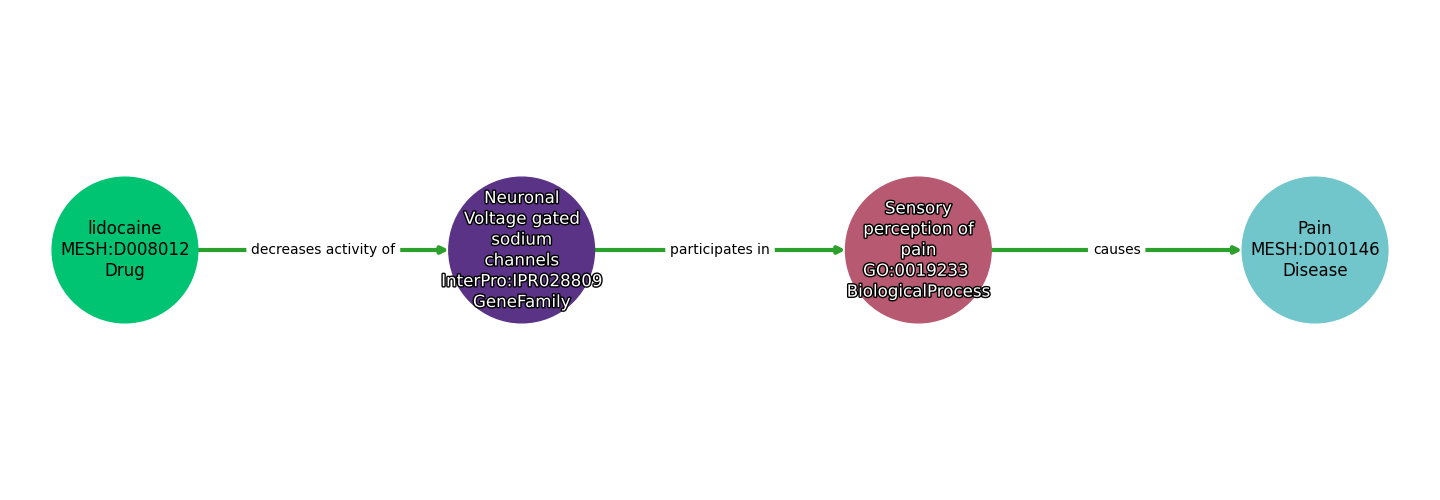 lidocaine
MESH:D008012
Drug
decreases activity of
Neuronal
Voltage gated
sodium
channels
InterPro:IPR028809
GeneFamily
participates in
Sensory
perception of
pain
GO:0019233
BiologicalProcess
causes
Pain
MESH:D010146
Disease